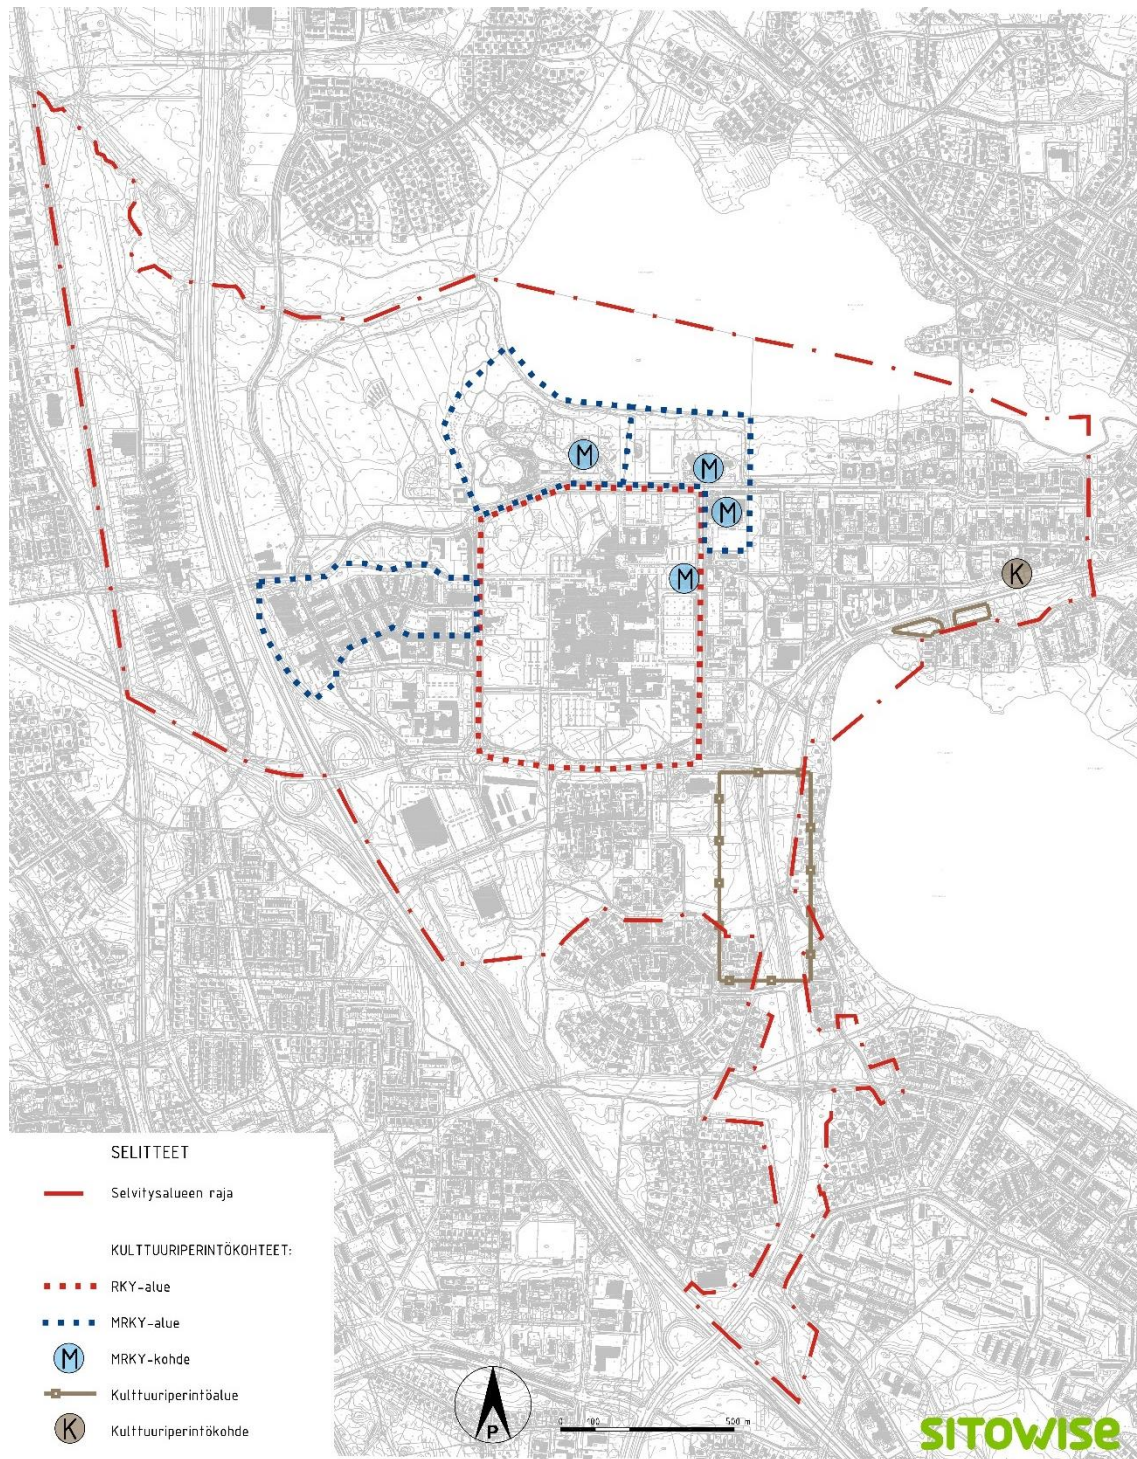 M
M
M
M
K
SELITTEET
Selvitysalueen raja
KULTTUURIPERINTÖKOHTEET:
RKY-alue
MRKY-alue
M MRKY-kohde
Kulttuuriperintöalue
K Kulttuuriperintökohde
P
0 100 500 m
SITOWISE